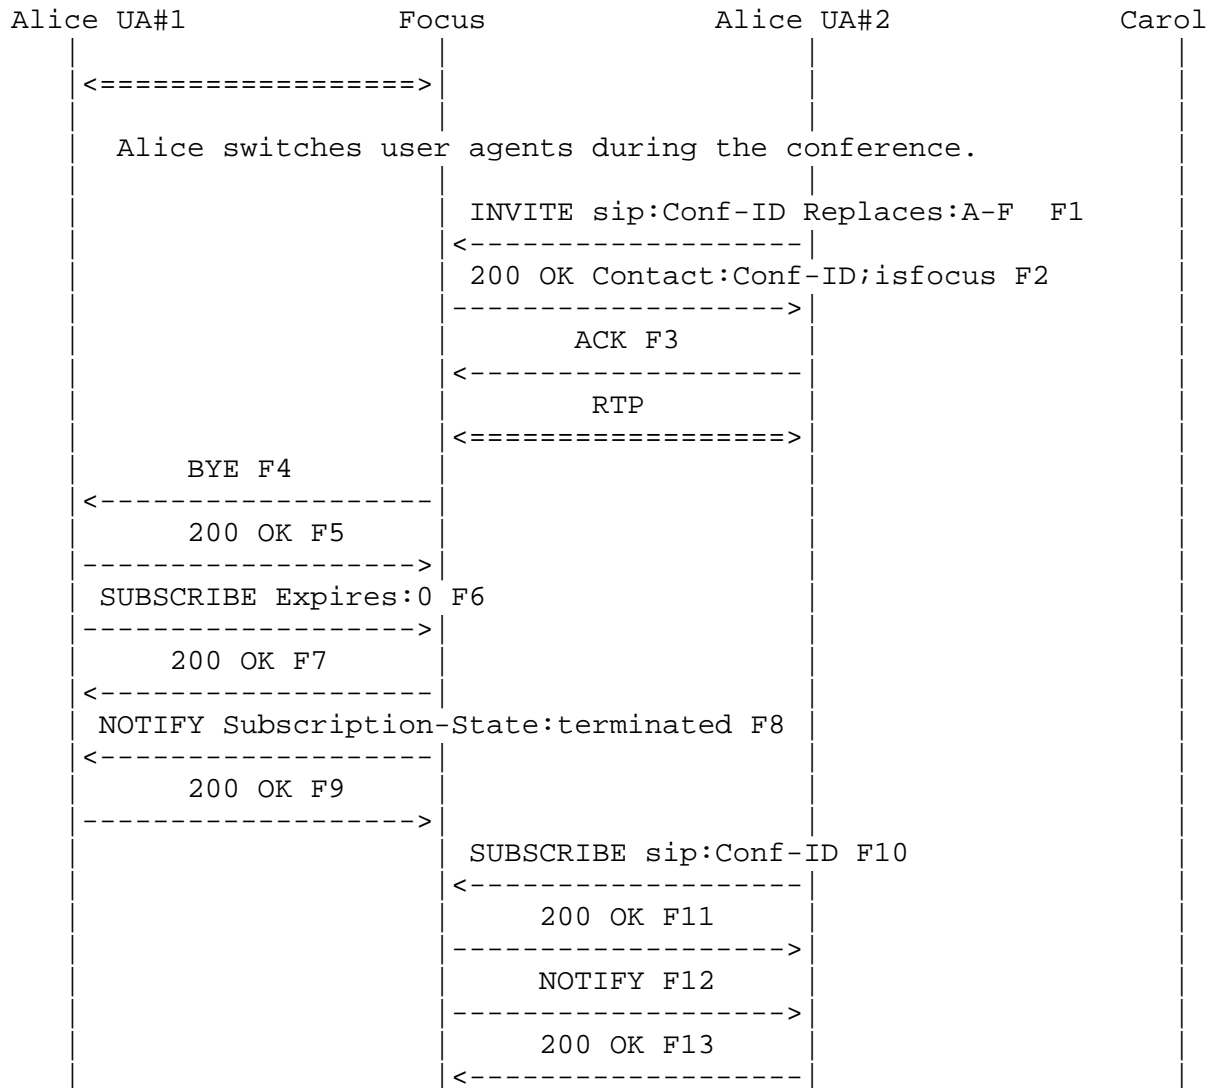 Alice UA#1 Focus Alice UA#2 Carol
Alice switches user agents during the conference.
INVITE sip:Conf-ID Replaces:A-F F1
200 OK Contact:Conf-ID;isfocus F2
ACK F3
RTP
BYE F4
200 OK F5
SUBSCRIBE Expires:0 F6
200 OK F7
NOTIFY Subscription-State:terminated F8
200 OK F9
SUBSCRIBE sip:Conf-ID F10
200 OK F11
NOTIFY F12
200 OK F13